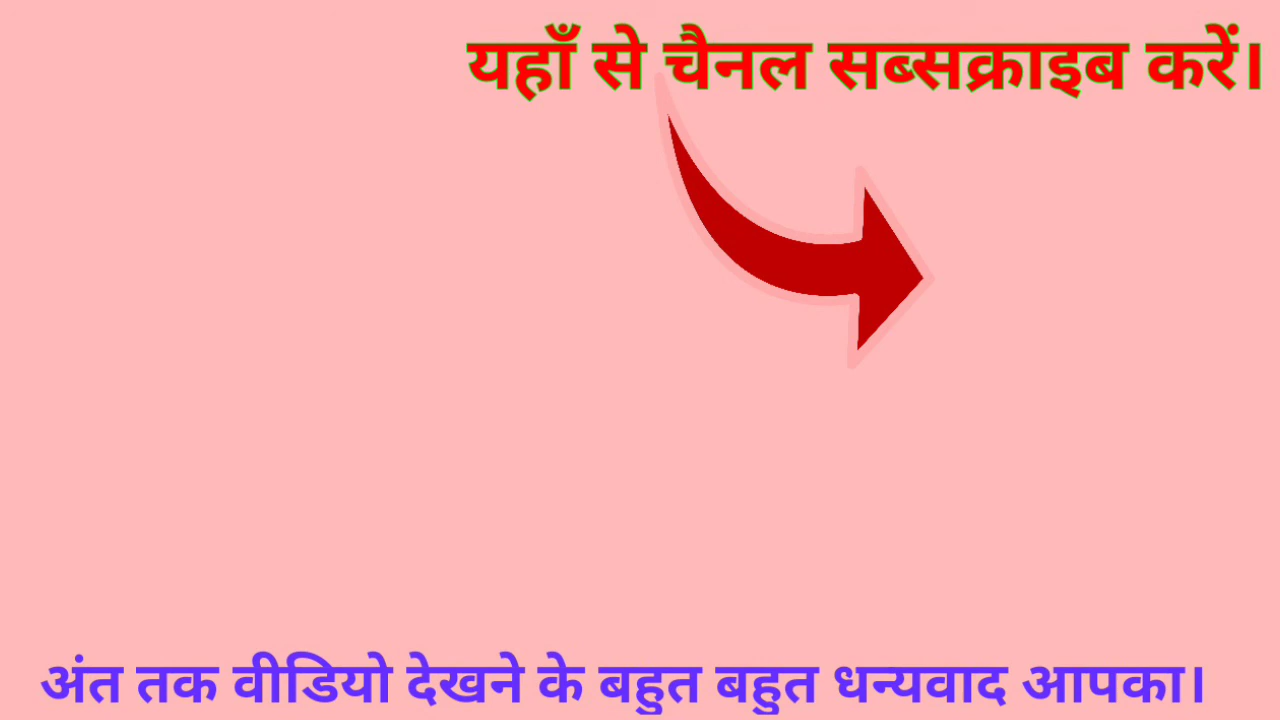 यहाँ से चैनल सब्सक्राइब करें।
अंत तक वीडियो देखने के बहुत बहुत धन्यवाद आपका।